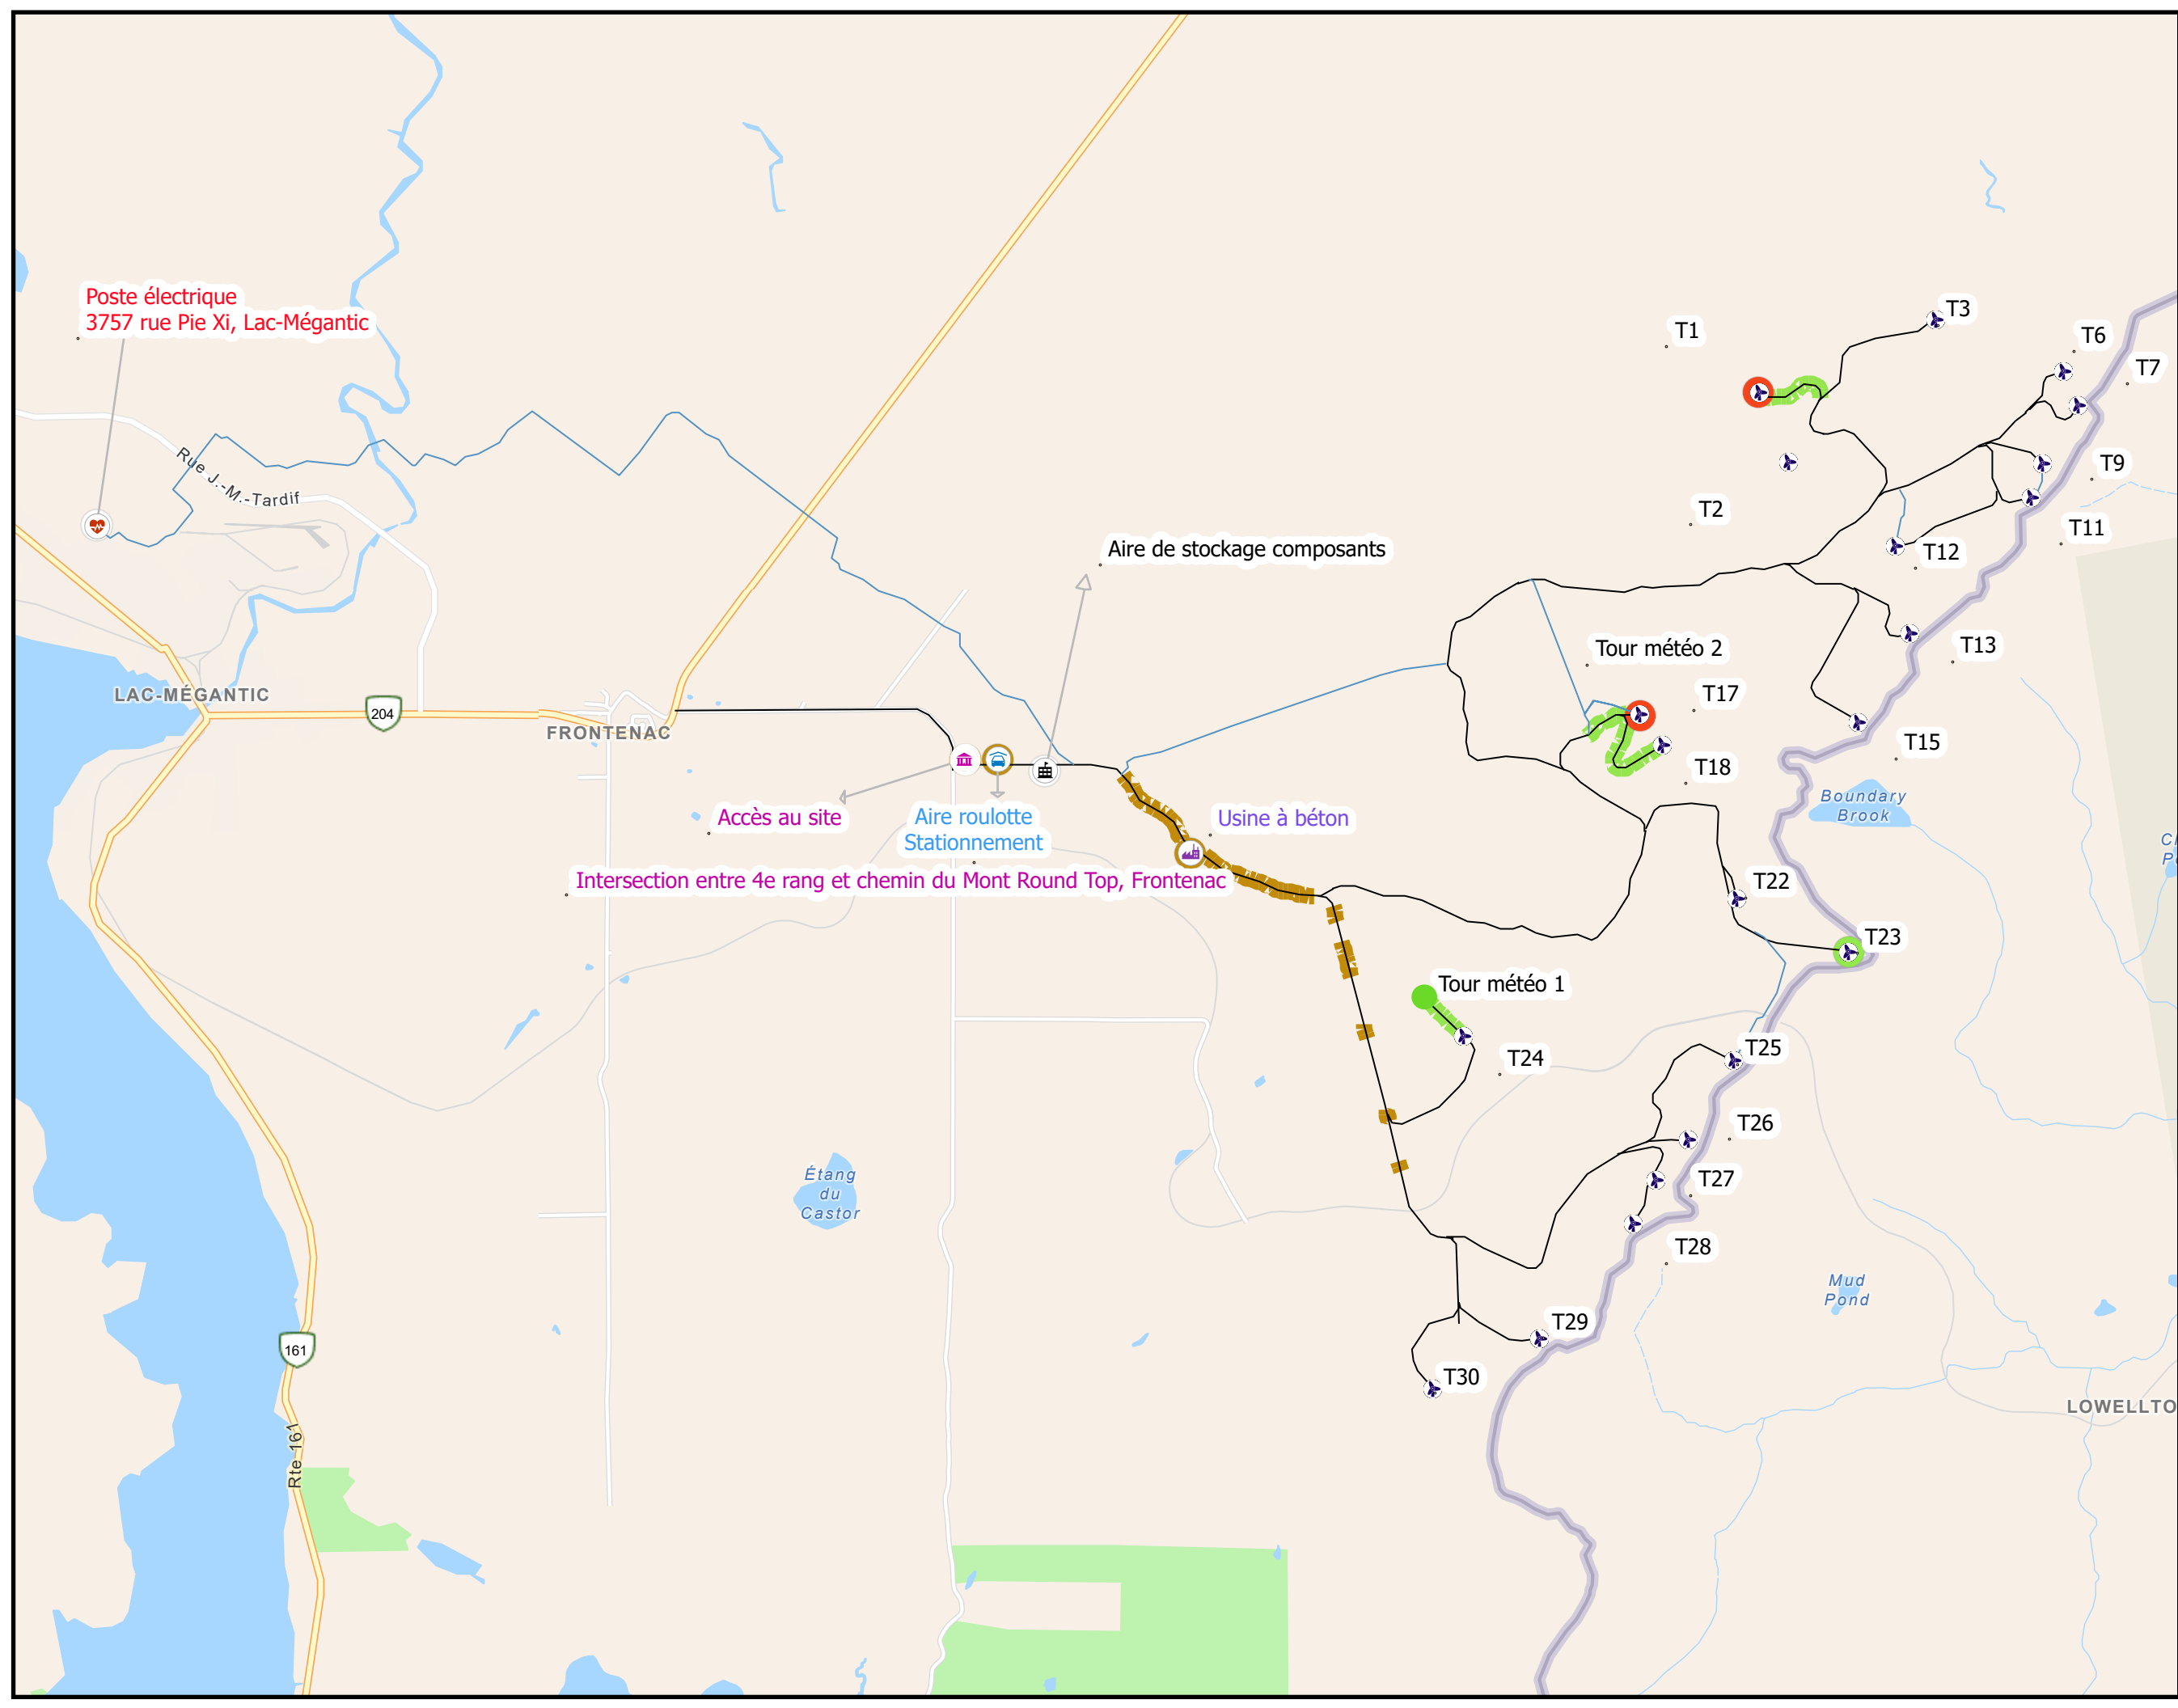 Poste électrique
3757 rue Pie Xi, Lac-Mégantic
T3
T1
T6
T7
Rue J.-M.-Tardif
T9
T2
T11
T12
Aire de stockage composants
Tour météo 2
T13
LAC-MÉGANTIC
204
FRONTENAC
T17
T15
T18
Boundary
Brook
Accès au site
Aire roulotte
Stationnement
Usine à béton
Intersection entre 4e rang et chemin du Mont Round Top, Frontenac
T22
T23
Tour météo 1
T24
T25
T26
Étang
du
Castor
T27
T28
Mud
Pond
T29
161
T30
LOWELLTO
Rte 161